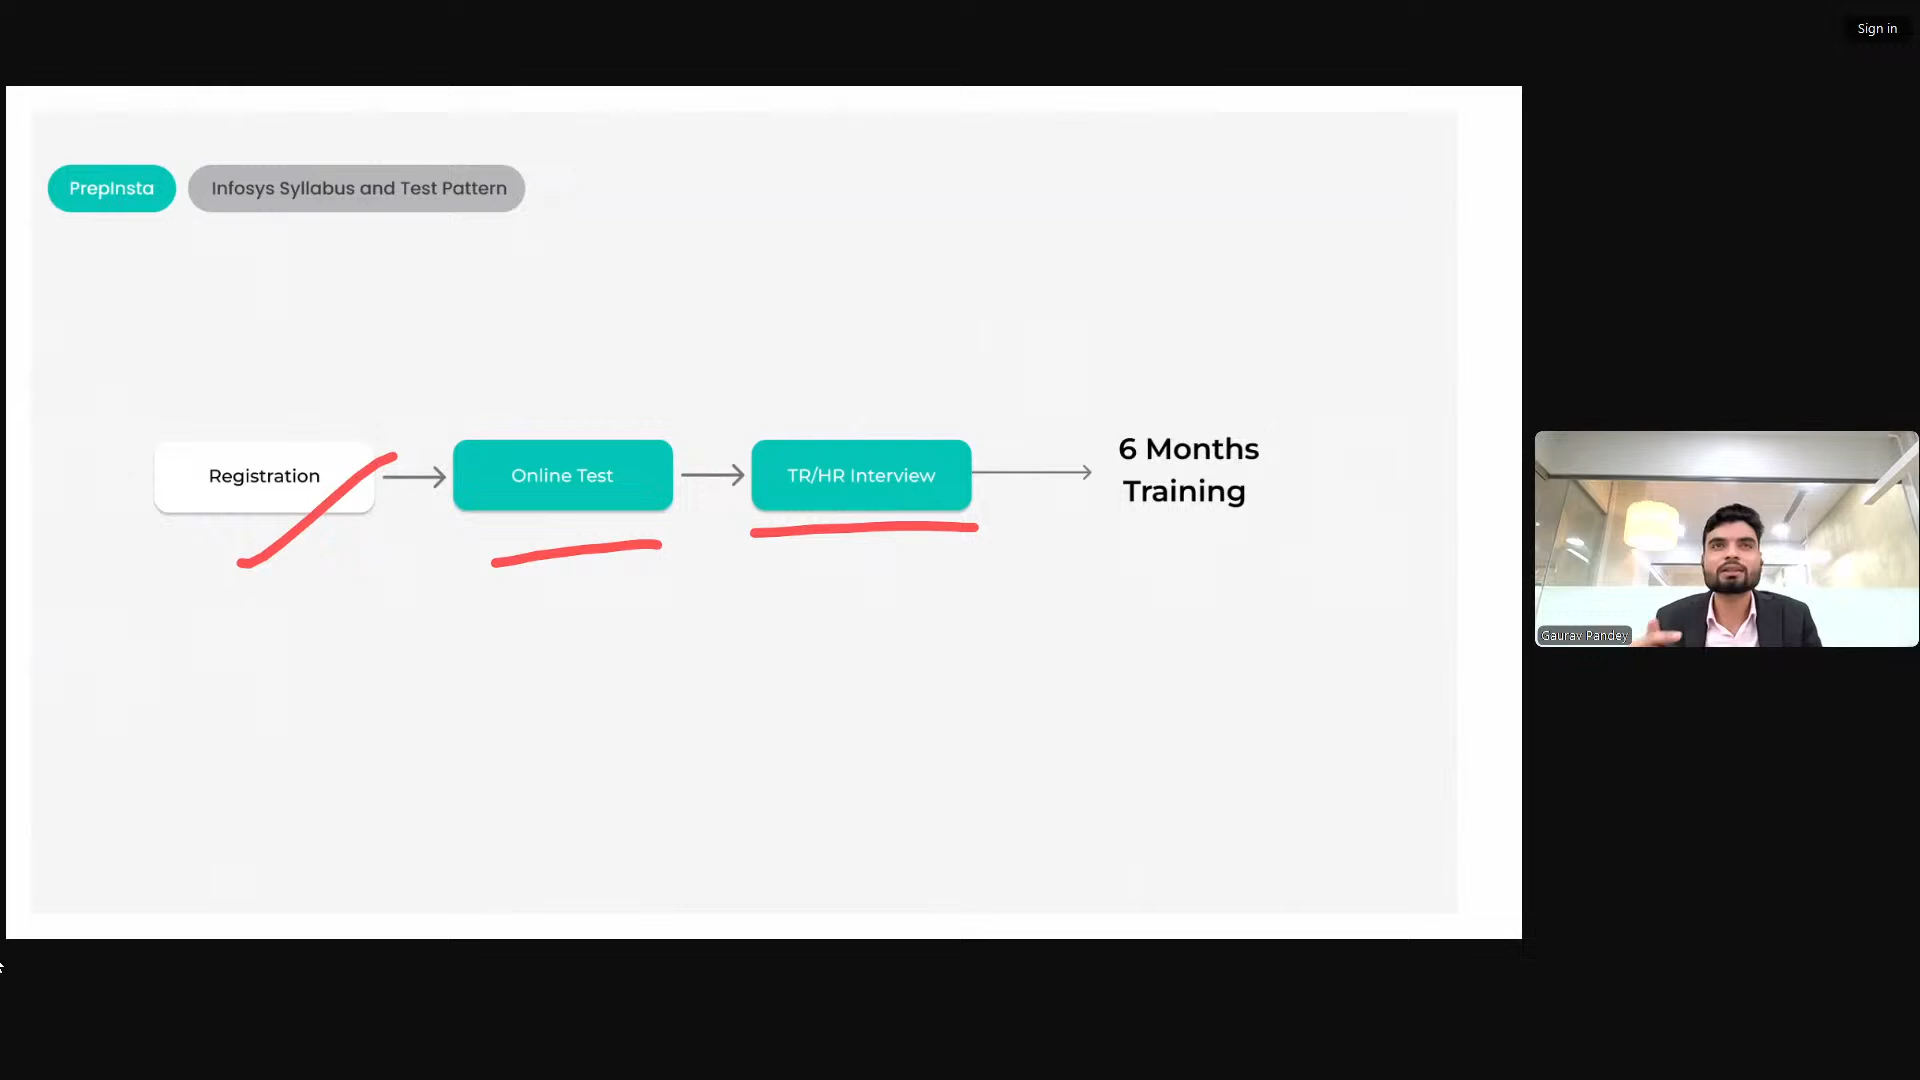 Sign in
PrepInsta
Infosys Syllabus and Test Pattern
Registration
Online Test
TR/HR Interview
6 Months
Training
Gaurav Pandey